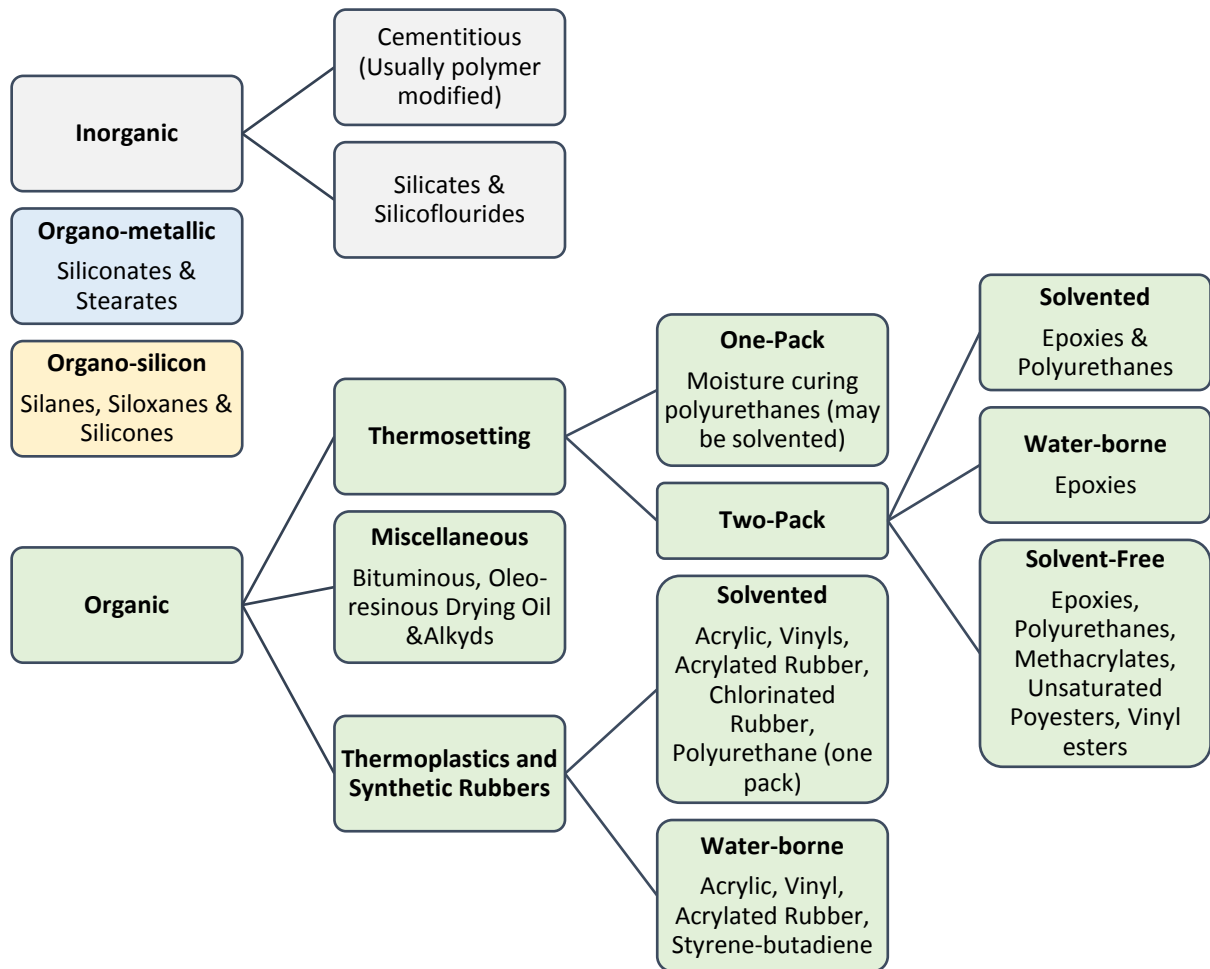 Inorganic
Cementitious
(Usually polymer
modified)
Silicates &
Silicoflourides
Organo-metallic
Siliconates &
Stearates
Organo-silicon
Silanes, Siloxanes &
Silicones
Organic
Thermosetting
One-Pack
Moisture curing
polyurethanes (may
be solvented)
Two-Pack
Solvented
Epoxies &
Polyurethanes
Water-borne
Epoxies
Solvent-Free
Epoxies,
Polyurethanes,
Methacrylates,
Unsaturated
Poyesters, Vinyl
esters
Miscellaneous
Bituminous, Oleo-
resinous Drying Oil
&Alkyds
Thermoplastics and
Synthetic Rubbers
Solvented
Acrylic, Vinyls,
Acrylated Rubber,
Chlorinated
Rubber,
Polyurethane (one
pack)
Water-borne
Acrylic, Vinyl,
Acrylated Rubber,
Styrene-butadiene